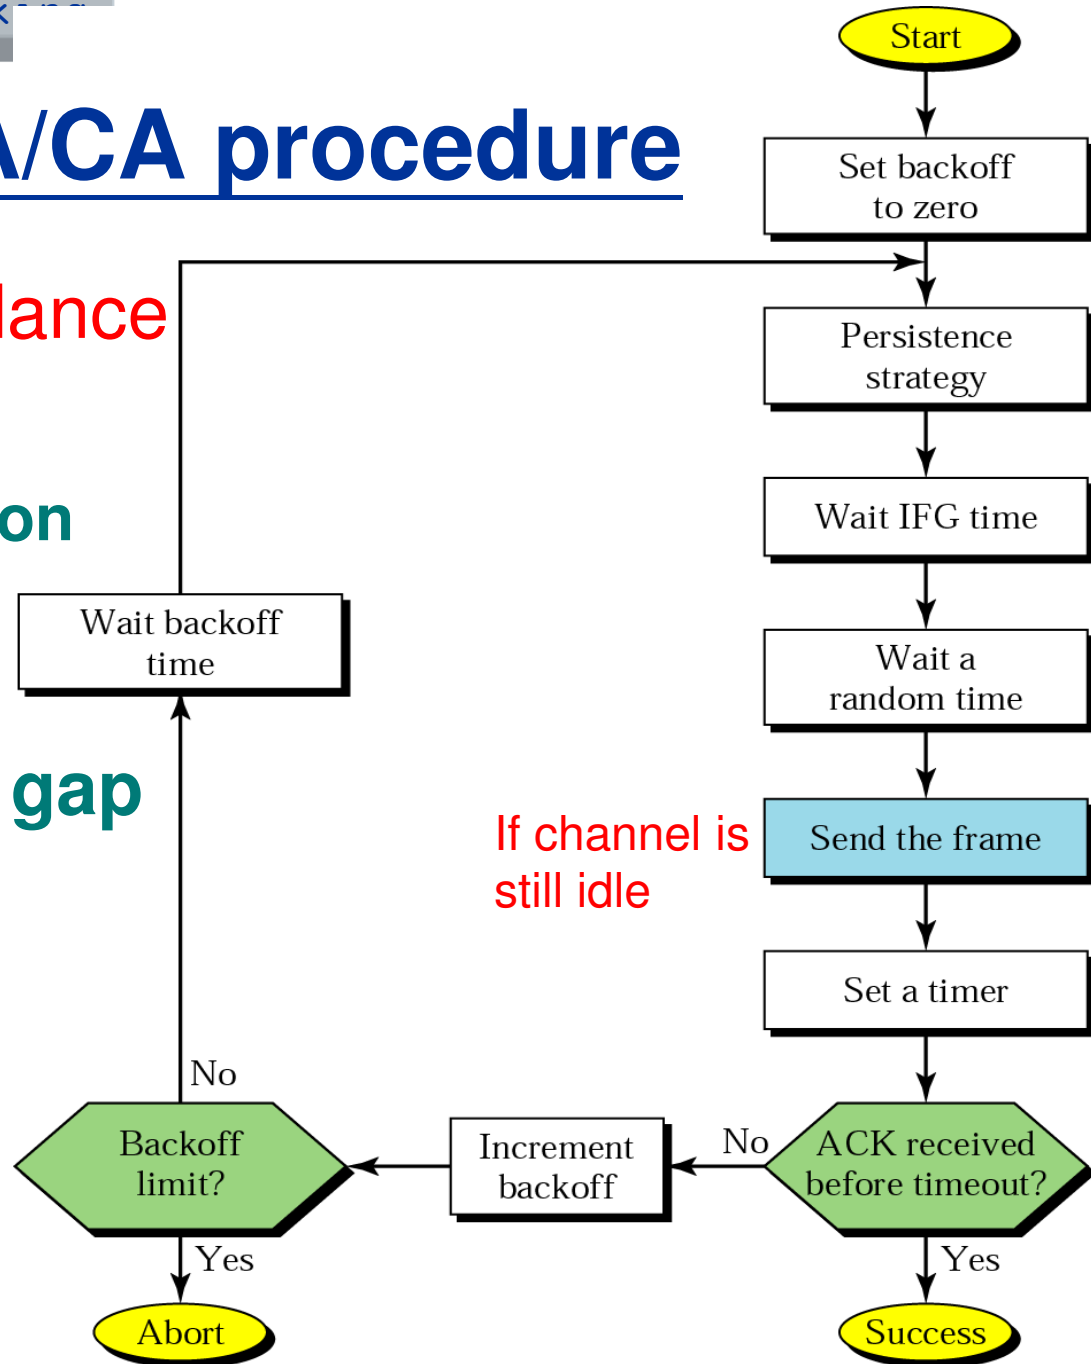 Start
A/CA procedure
Set backoff
to zero
Persistence
strategy
Wait IFG time
on
Wait backoff
time
Wait a
random time
gap
If channel is
still idle
Send the frame
Set a timer
No
Backoff
limit?
Increment
backoff
No
ACK received
before timeout?
Yes
Yes
Abort
Success